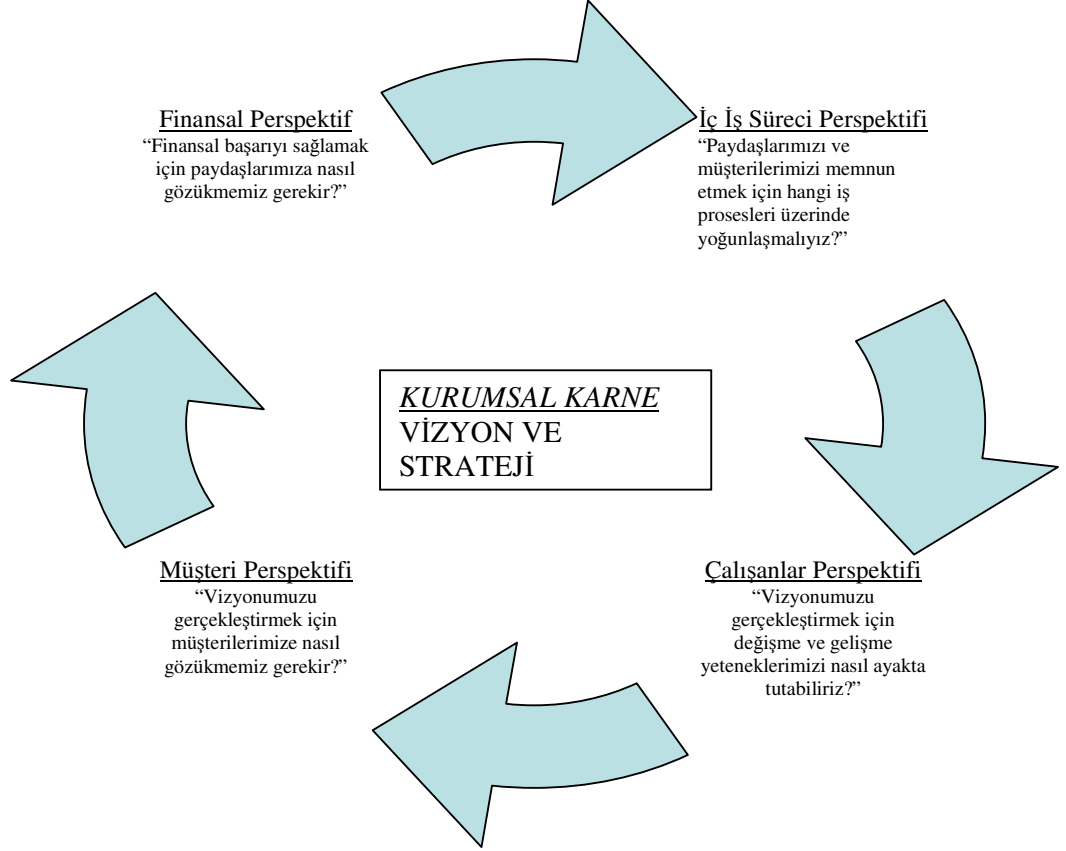 Finansal Perspektif
“Finansal başarıyı sağlamak
için paydaşlarımıza nasıl
gözükmemiz gerekir?”
İç İş Süreci Perspektifi
“Paydaşlarımızı ve
müşterilerimizi memnun
etmek için hangi iş
prosesleri üzerinde
yoğunlaşmalıyız?”
KURUMSAL KARNE
VİZYON VE
STRATEJİ
Müşteri Perspektifi
“Vizyonumuzu
gerçekleştirmek için
müşterilerimize nasıl
gözükmemiz gerekir?”
Çalışanlar Perspektifi
“Vizyonumuzu
gerçekleştirmek için
değişme ve gelişme
yeteneklerimizi nasıl ayakta
tutabiliriz?”